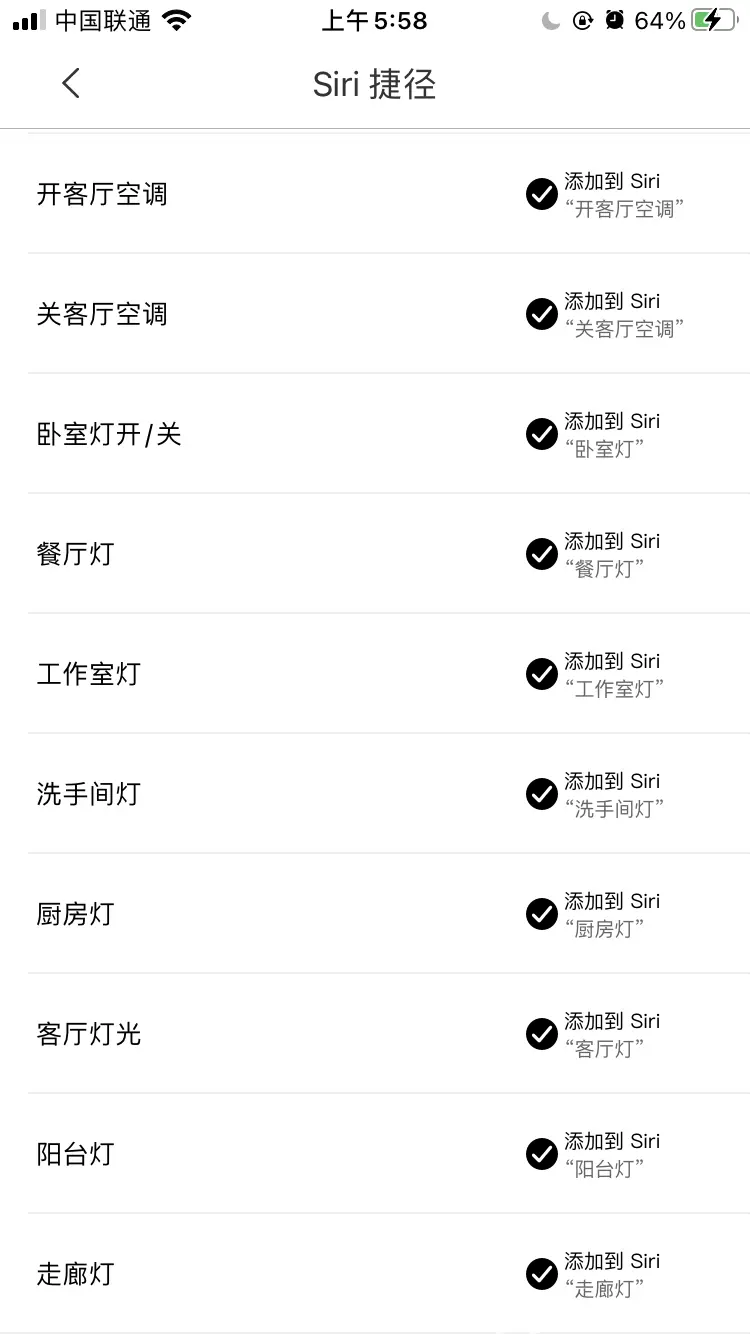 中国联通 上午5:58 64%
Siri 捷径
开客厅空调
添加到 Siri
“开客厅空调”
关客厅空调
添加到 Siri
“关客厅空调”
卧室灯开/关
添加到 Siri
“卧室灯”
餐厅灯
添加到 Siri
“餐厅灯”
工作室灯
添加到 Siri
“工作室灯”
洗手间灯
添加到 Siri
“洗手间灯”
厨房灯
添加到 Siri
“厨房灯”
客厅灯光
添加到 Siri
“客厅灯”
阳台灯
添加到 Siri
“阳台灯”
走廊灯
添加到 Siri
“走廊灯”